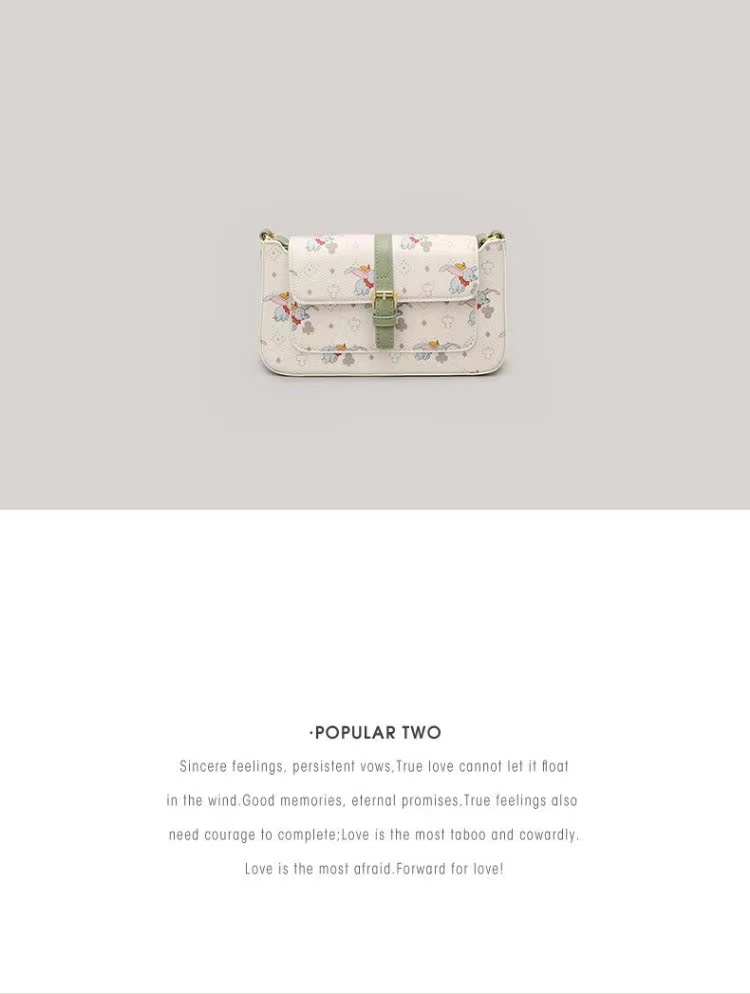 ·POPULAR TWO
Sincere feelings, persistent vows,True love cannot let it float
in the wind.Good memories, eternal promises,True feelings also
need courage to complete;Love is the most taboo and cowardly.
Love is the most afraid.Forward for love!